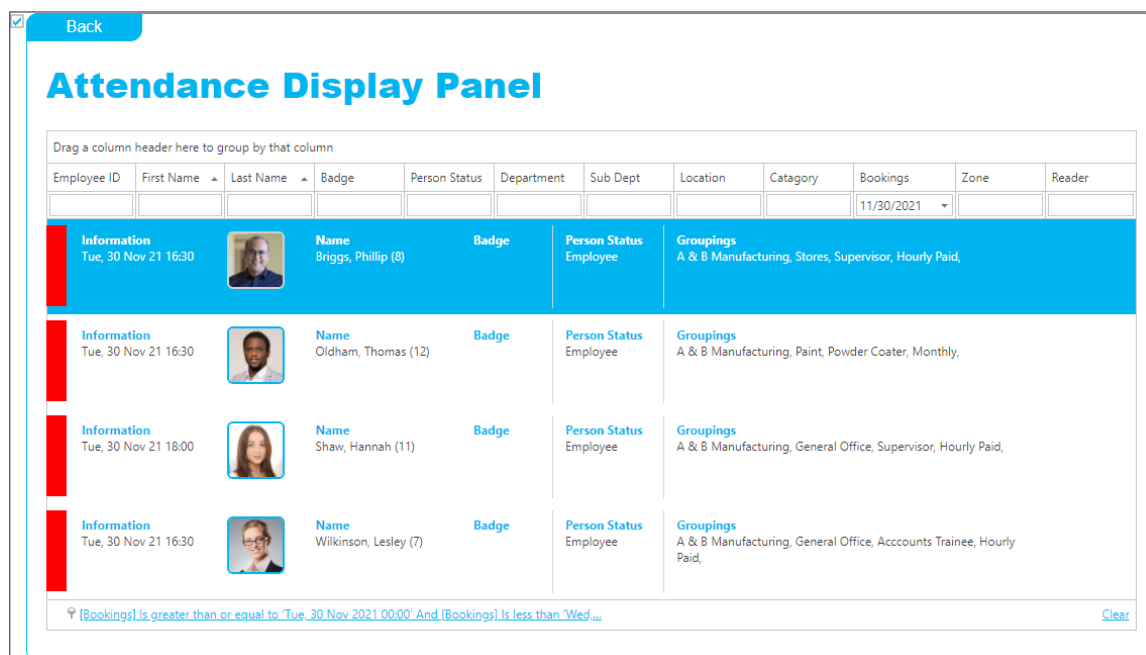 Back
Attendance Display Panel
Drag a column header here to group by that column
Employee ID First Name Last Name Badge Person Status Department Sub Dept Location Catagory Bookings Zone Reader
11/30/2021
Information Name Badge Person Status Groupings
Tue, 30 Nov 21 16:30 Briggs, Phillip (8) Employee A & B Manufacturing, Stores, Supervisor, Hourly Paid,
Information Name Badge Person Status Groupings
Tue, 30 Nov 21 16:30 Oldham, Thomas (12) Employee A & B Manufacturing, Paint, Powder Coater, Monthly,
Information Name Badge Person Status Groupings
Tue, 30 Nov 21 18:00 Shaw, Hannah (11) Employee A & B Manufacturing, General Office, Supervisor, Hourly Paid,
Information Name Badge Person Status Groupings
Tue, 30 Nov 21 16:30 Wilkinson, Lesley (7) Employee A & B Manufacturing, General Office, Acccounts Trainee, Hourly
Paid,
[Bookings] Is greater than or equal to 'Tue, 30 Nov 2021 00:00' And [Bookings] Is less than 'Wed,... Clear